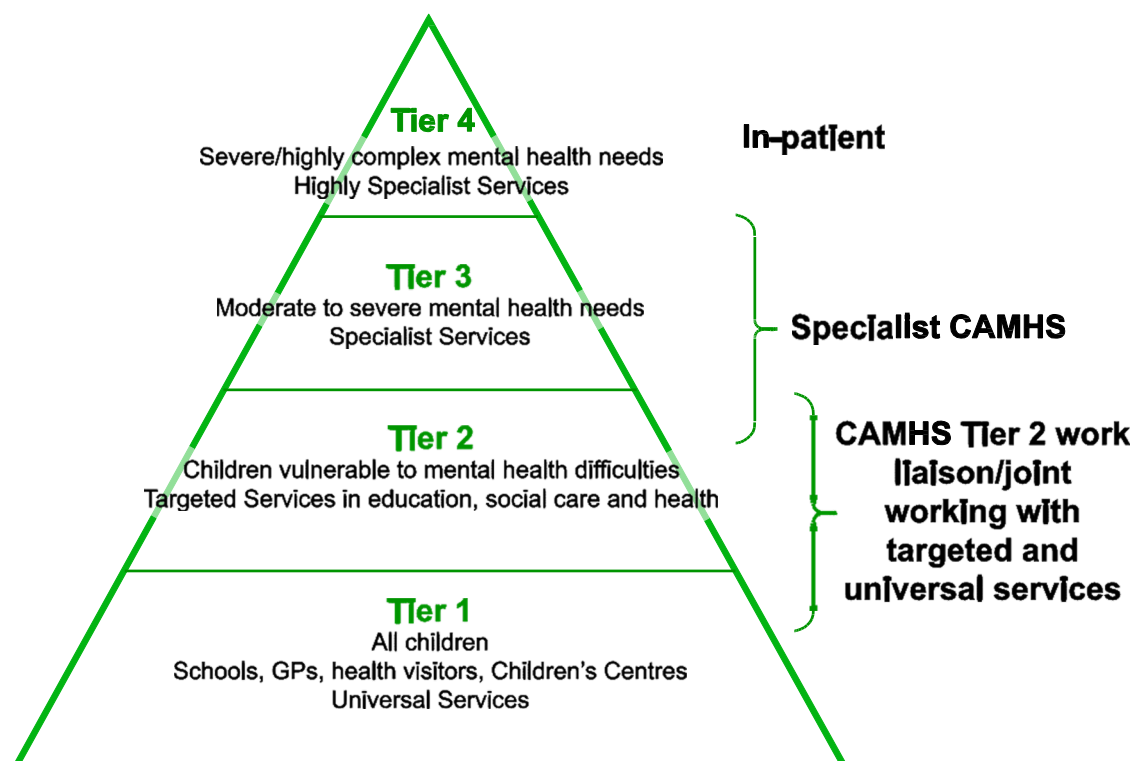 Tier 4
Severe/highly complex mental health needs
Highly Specialist Services
In-patient
Tier 3
Moderate to severe mental health needs
Specialist Services
Specialist CAMHS
Tier 2
Children vulnerable to mental health difficulties
Targeted Services in education, social care and health
CAMHS Tier 2 work
liaison/joint
working with
targeted and
universal services
Tier 1
All children
Schools, GPs, health visitors, Children’s Centres
Universal Services